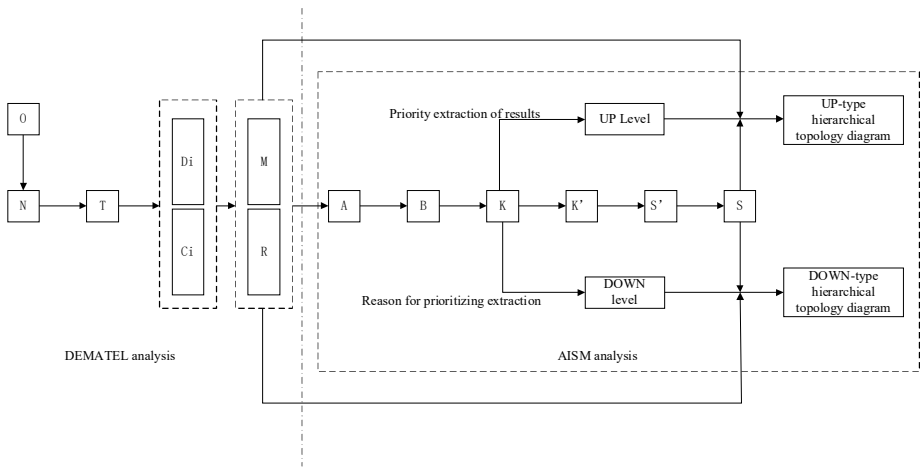 O
N
T
Di
Ci
M
R
A
B
K
K'
S'
S
Priority extraction of results
UP Level
UP-type
hierarchical
topology diagram
Reason for prioritizing extraction
DOWN
level
DOWN-type
hierarchical
topology diagram
DEMATEL analysis
AISM analysis